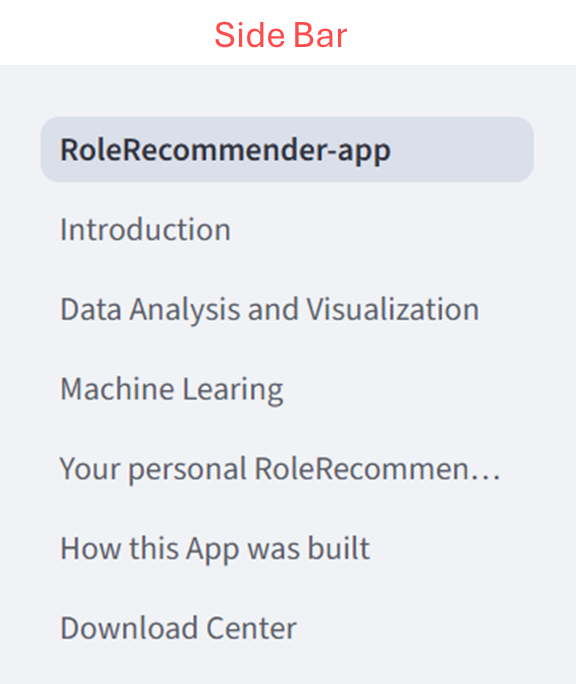 Side Bar
RoleRecommender-app
Introduction
Data Analysis and Visualization
Machine Learing
Your personal RoleRecommen…
How this App was built
Download Center